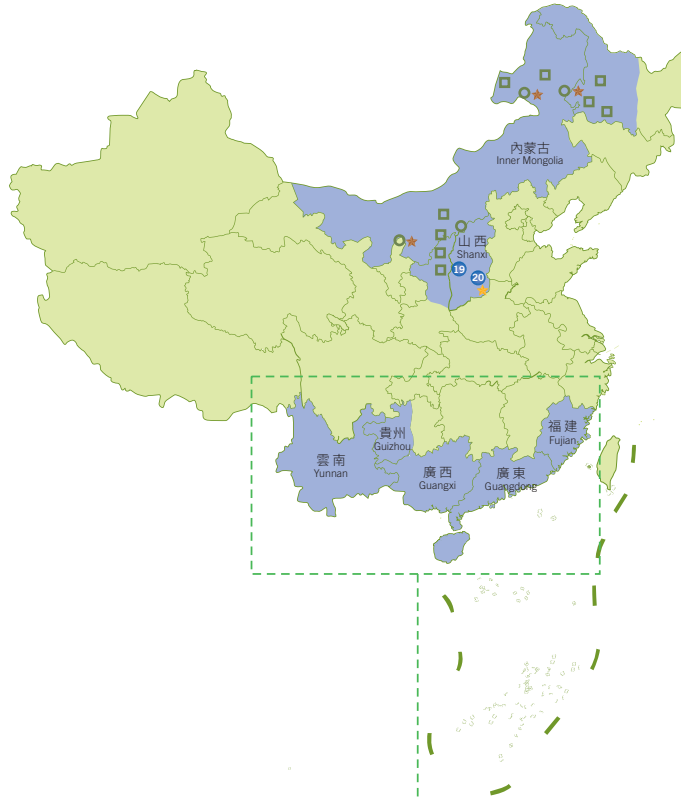 內蒙古
Inner Mongolia
山西
Shanxi
19
20
福建
Fujian
貴州
Guizhou
雲南
Yunnan
廣西
Guangxi
廣東
Guangdong